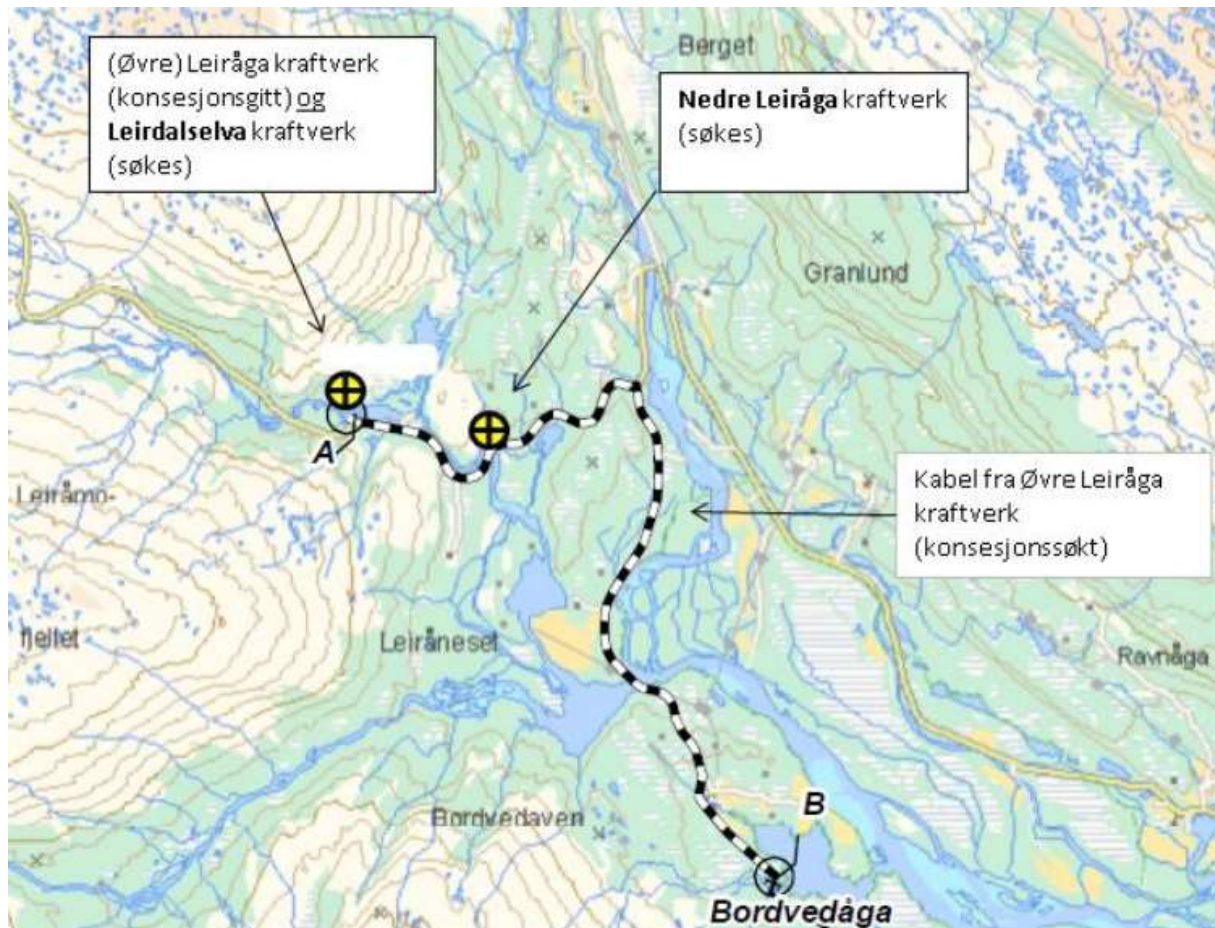 (Øvre) Leiråga kraftverk
(konsesjonsgitt) og
Leirdalselva kraftverk
(søkes)
Berget
Nedre Leiråga kraftverk
(søkes)
Granlund
A
Leiråmo-
Kabel fra Øvre Leiråga
kraftverk
(konsesjonssøkt)
fjellet
Leiråneset
Ravnåga
Bordvedaven
B
Bordvedåga